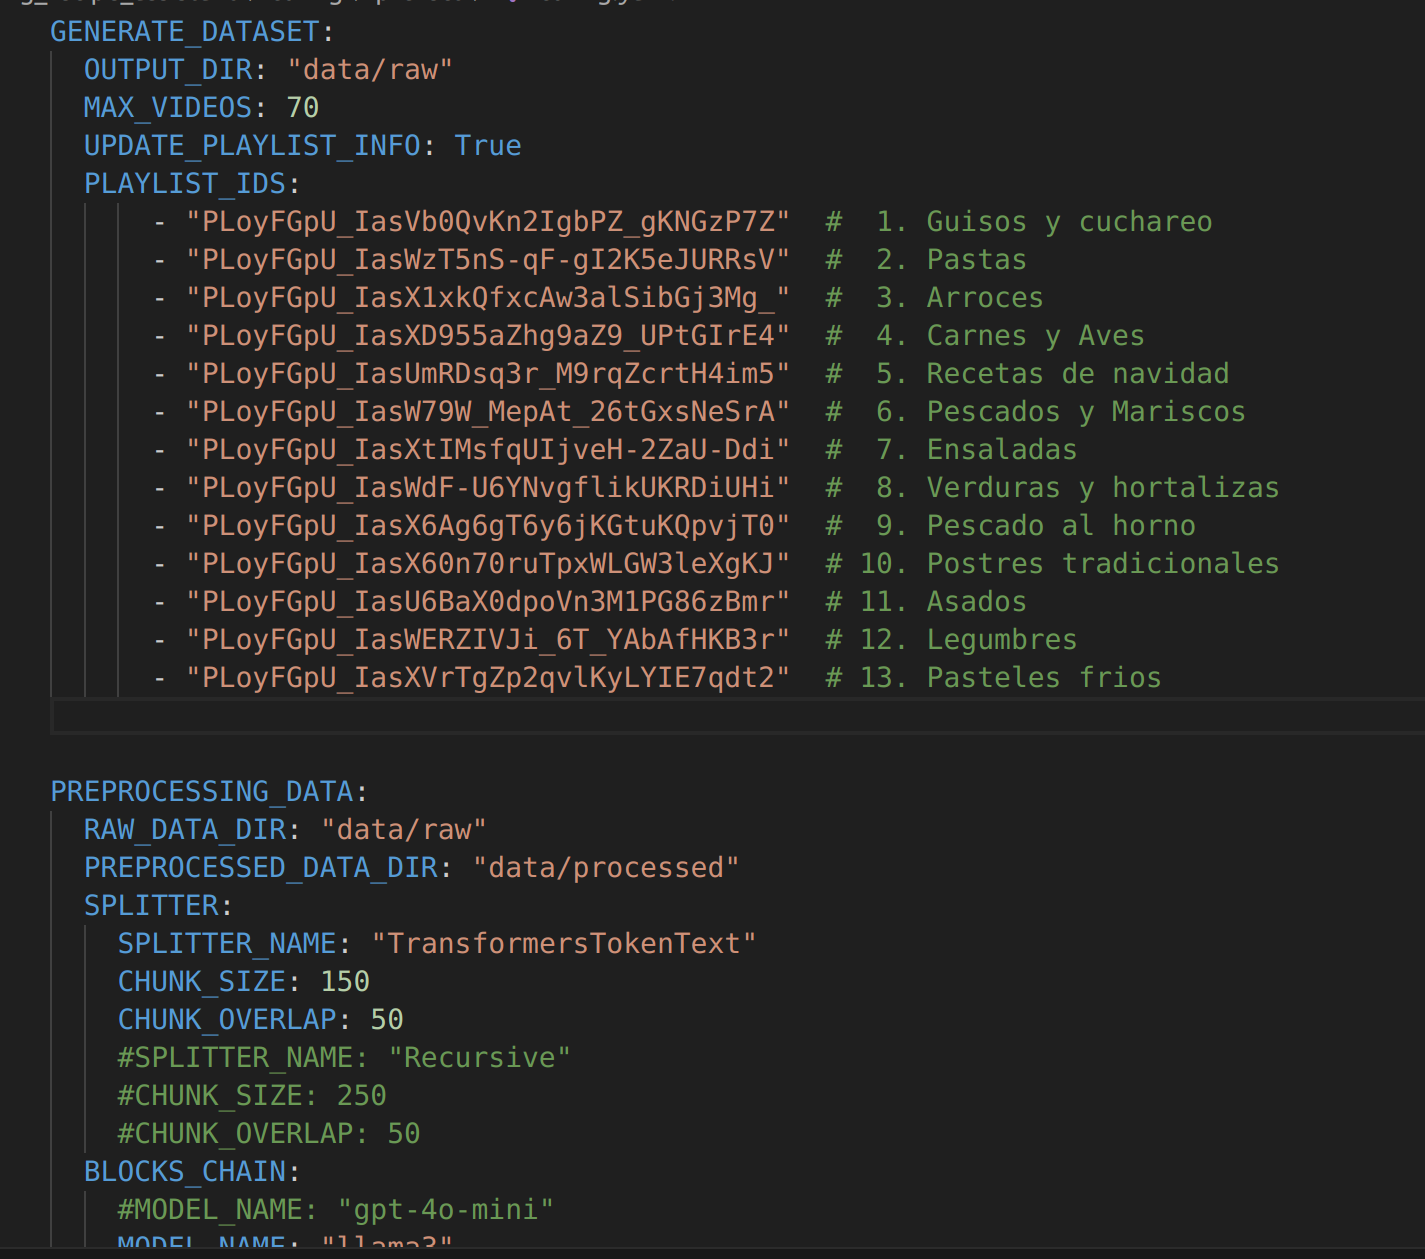 GENERATE_DATASET:
OUTPUT_DIR: "data/raw"
MAX_VIDEOS: 70
UPDATE_PLAYLIST_INFO: True
PLAYLIST_IDS:
- "PLoyFGpU_IasVb0QvKn2IgbPZ_gKNGzP7Z"  #  1. Guisos y cuchareo
- "PLoyFGpU_IasWzT5nS-qF-gI2K5eJURRsV"  #  2. Pastas
- "PLoyFGpU_IasX1xkQfxcAw3alSibGj3Mg_"  #  3. Arroces
- "PLoyFGpU_IasXD955aZhg9aZ9_UPtGIrE4"  #  4. Carnes y Aves
- "PLoyFGpU_IasUmRDsq3r_M9rqZcrtH4im5"  #  5. Recetas de navidad
- "PLoyFGpU_IasW79W_MepAt_26tGxsNeSrA"  #  6. Pescados y Mariscos
- "PLoyFGpU_IasXtIMsfqUIjveH-2ZaU-Ddi"  #  7. Ensaladas
- "PLoyFGpU_IasWdF-U6YNvgflikUKRDiUHi"  #  8. Verduras y hortalizas
- "PLoyFGpU_IasX6Ag6gT6y6jKGtuKQpvjT0"  #  9. Pescado al horno
- "PLoyFGpU_IasX60n70ruTpxWLGW3leXgKJ"  # 10. Postres tradicionales
- "PLoyFGpU_IasU6BaX0dpoVn3M1PG86zBmr"  # 11. Asados
- "PLoyFGpU_IasWERZIVJi_6T_YAbAfHKB3r"  # 12. Legumbres
- "PLoyFGpU_IasXVrTgZp2qvlKyLYIE7qdt2"  # 13. Pasteles frios
PREPROCESSING_DATA:
RAW_DATA_DIR: "data/raw"
PREPROCESSED_DATA_DIR: "data/processed"
SPLITTER:
SPLITTER_NAME: "TransformersTokenText"
CHUNK_SIZE: 150
CHUNK_OVERLAP: 50
#SPLITTER_NAME: "Recursive"
#CHUNK_SIZE: 250
#CHUNK_OVERLAP: 50
BLOCKS_CHAIN:
#MODEL_NAME: "gpt-4o-mini"
MODEL_NAME: "llama3"